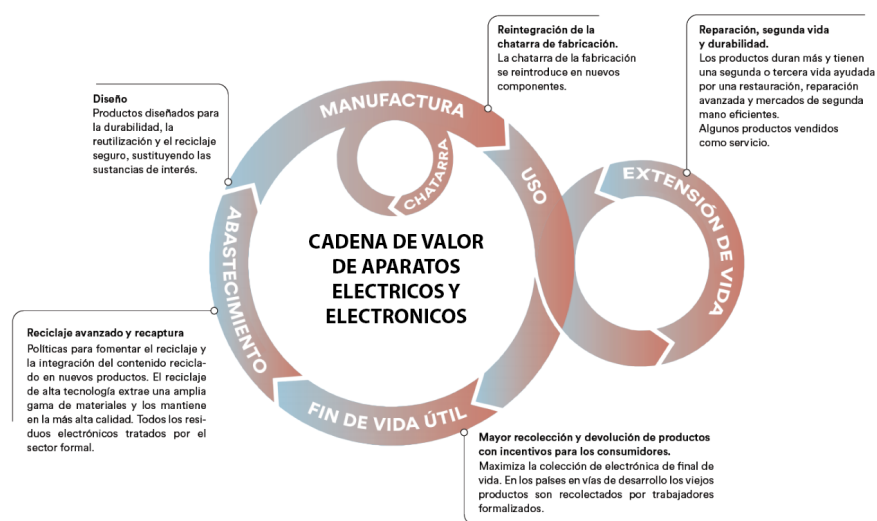 Reintegración de la
chatarra de fabricación.
La chatarra de la fabricación
se reintroduce en nuevos
componentes.
Reparación, segunda vida
y durabilidad.
Los productos duran más y tienen
una segunda o tercera vida ayudada
por una restauración, reparación
avanzada y mercados de segunda
mano eficientes.
Algunos productos vendidos
como servicio.
Diseño
Productos diseñados para
la durabilidad, la
reutilización y el reciclaje
seguro, sustituyendo las
sustancias de interés.
MANUFACTURA
CHATARRA
USO
EXTENSIÓN DE VIDA
ABASTECIMIENTO
CADENA DE VALOR
DE APARATOS
ELECTRICOS Y
ELECTRONICOS
FIN DE VIDA ÚTIL
Reciclaje avanzado y recaptura
Políticas para fomentar el reciclaje y
la integración del contenido recicla-
do en nuevos productos. El reciclaje
de alta tecnología extrae una amplia
gama de materiales y los mantiene
en la más alta calidad. Todos los resi-
duos electrónicos tratados por el
sector formal.
Mayor recolección y devolución de productos
con incentivos para los consumidores.
Maximiza la colección de electrónica de final de
vida. En los países en vías de desarrollo los viejos
productos son recolectados por trabajadores
formalizados.